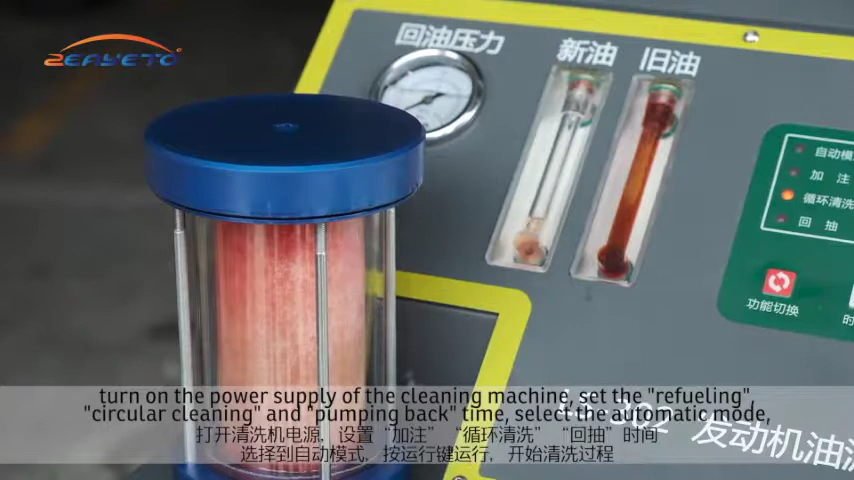 ZEAYETO
回油压力
新油
旧油
自动模
加 注
循环清洗
回 抽
功能切换
时
turn on the power supply of the cleaning machine, set the "refueling",
"circular cleaning" and "pumping back" time, select the automatic mode,
打开清洗机电源，设置“加注”“循环清洗”“回抽”时间
选择到自动模式，按运行键运行，开始清洗过程
302 发动机油